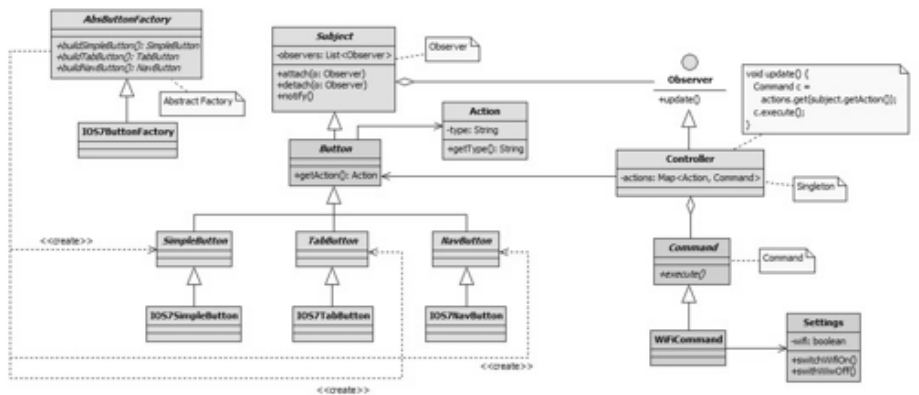 AbsButtonFactory
+buildSimpleButton(): SimpleButton
+buildTabButton(): TabButton
+buildNavButton(): NavButton
Abstract Factory
IOS7ButtonFactory
Subject
-observers: List<Observer>
+attach(o: Observer)
+detach(o: Observer)
+notify()
Observer
Observer
+update()
void update() {
Command c =
actions.get(subject.getAction());
c.execute();
}
Action
-type: String
+getType(): String
Button
+getAction(): Action
Controller
-actions: Map<Action, Command>
Singleton
<<create>>
SimpleButton
TabButton
NavButton
Command
+execute()
Command
IOS7SimpleButton
IOS7TabButton
IOS7NavButton
WiFiCommand
Settings
-wifi: boolean
+switchWifiOn()
+swithWiwOff()
<<create>>
<<create>>